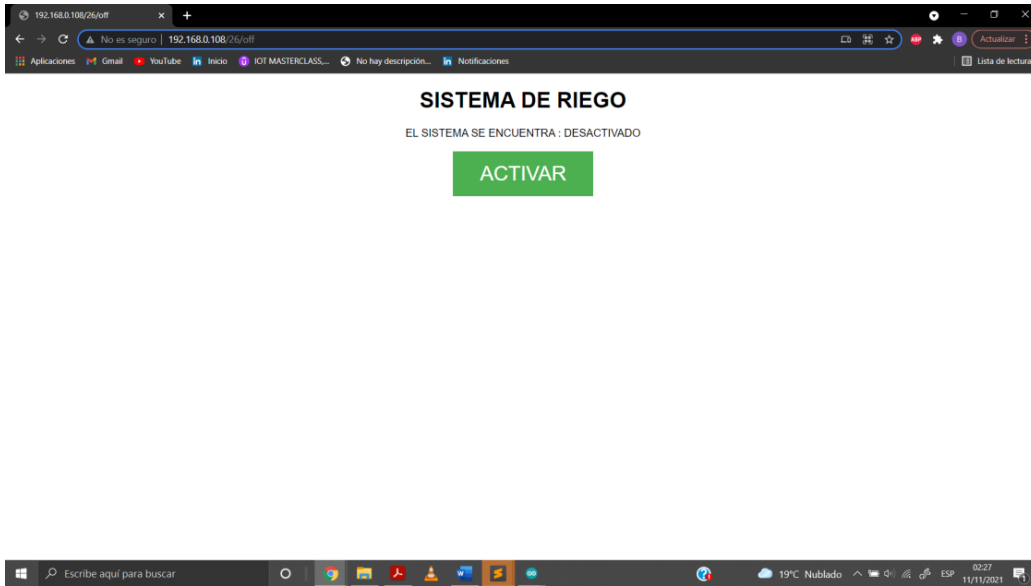 192.168.0.108/26/off
No es seguro | 192.168.0.108/26/off
ABP
B
Actualizar
Aplicaciones Gmail YouTube Inicio IOT MASTERCLASS,... No hay descripción... Notificaciones Lista de lectura
SISTEMA DE RIEGO
EL SISTEMA SE ENCUENTRA : DESACTIVADO
ACTIVAR
Escribe aquí para buscar
19°C Nublado
ESP
02:27
11/11/2021